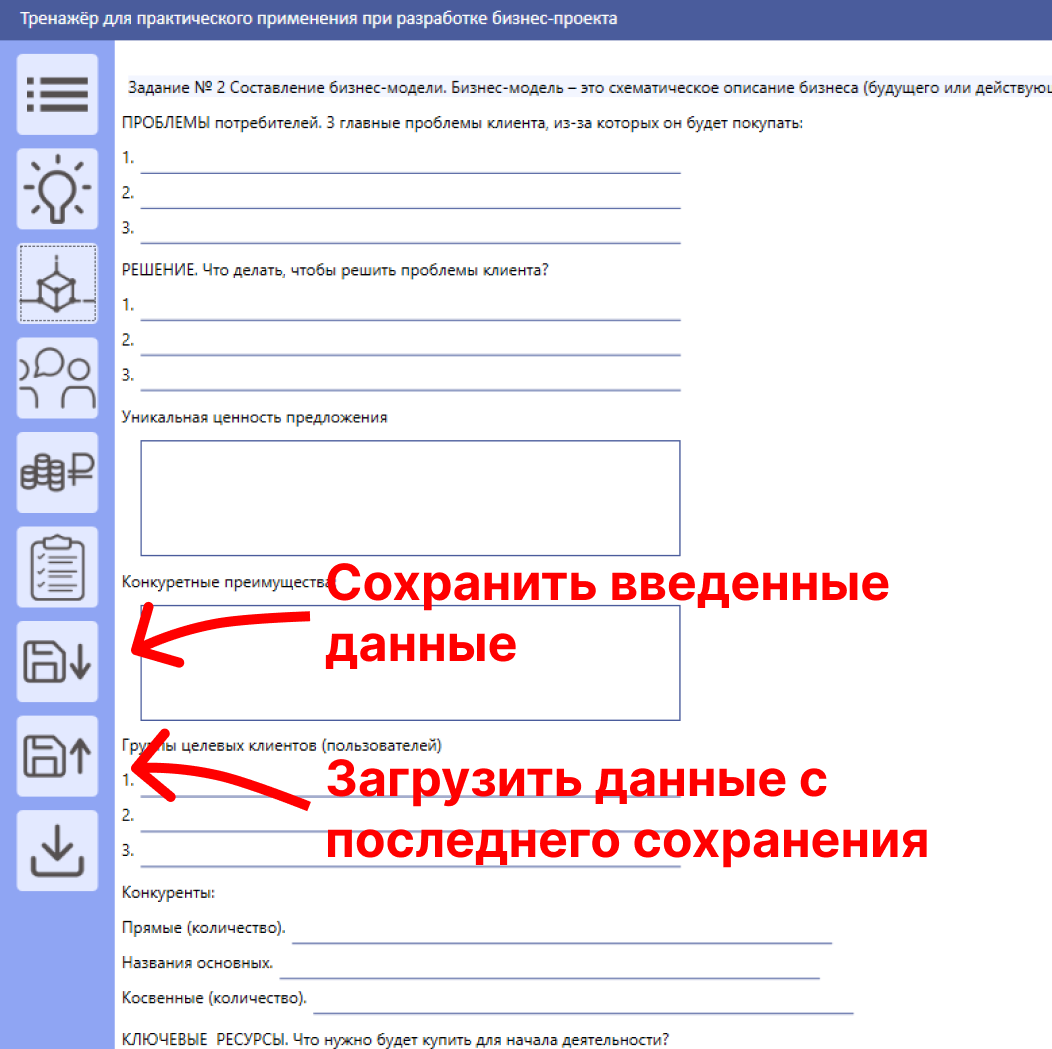 Тренажёр для практического применения при разработке бизнес-проекта
Задание № 2 Составление бизнес-модели. Бизнес-модель – это схематическое описание бизнеса (будущего или
ПРОБЛЕМЫ потребителей. 3 главные проблемы клиента, из-за которых он будет покупать:
1.
2.
3.
РЕШЕНИЕ. Что делать, чтобы решить проблемы клиента?
1.
2.
3.
Уникальная ценность предложения
Конкуретные преимущества
Сохранить введенные
данные
Группы целевых клиентов (пользователей)
1.
Загрузить данные с
2.
последнего сохранения
3.
Конкуренты:
Прямые (количество).
Названия основных.
Косвенные (количество).
КЛЮЧЕВЫЕ РЕСУРСЫ. Что нужно будет купить для начала деятельности?